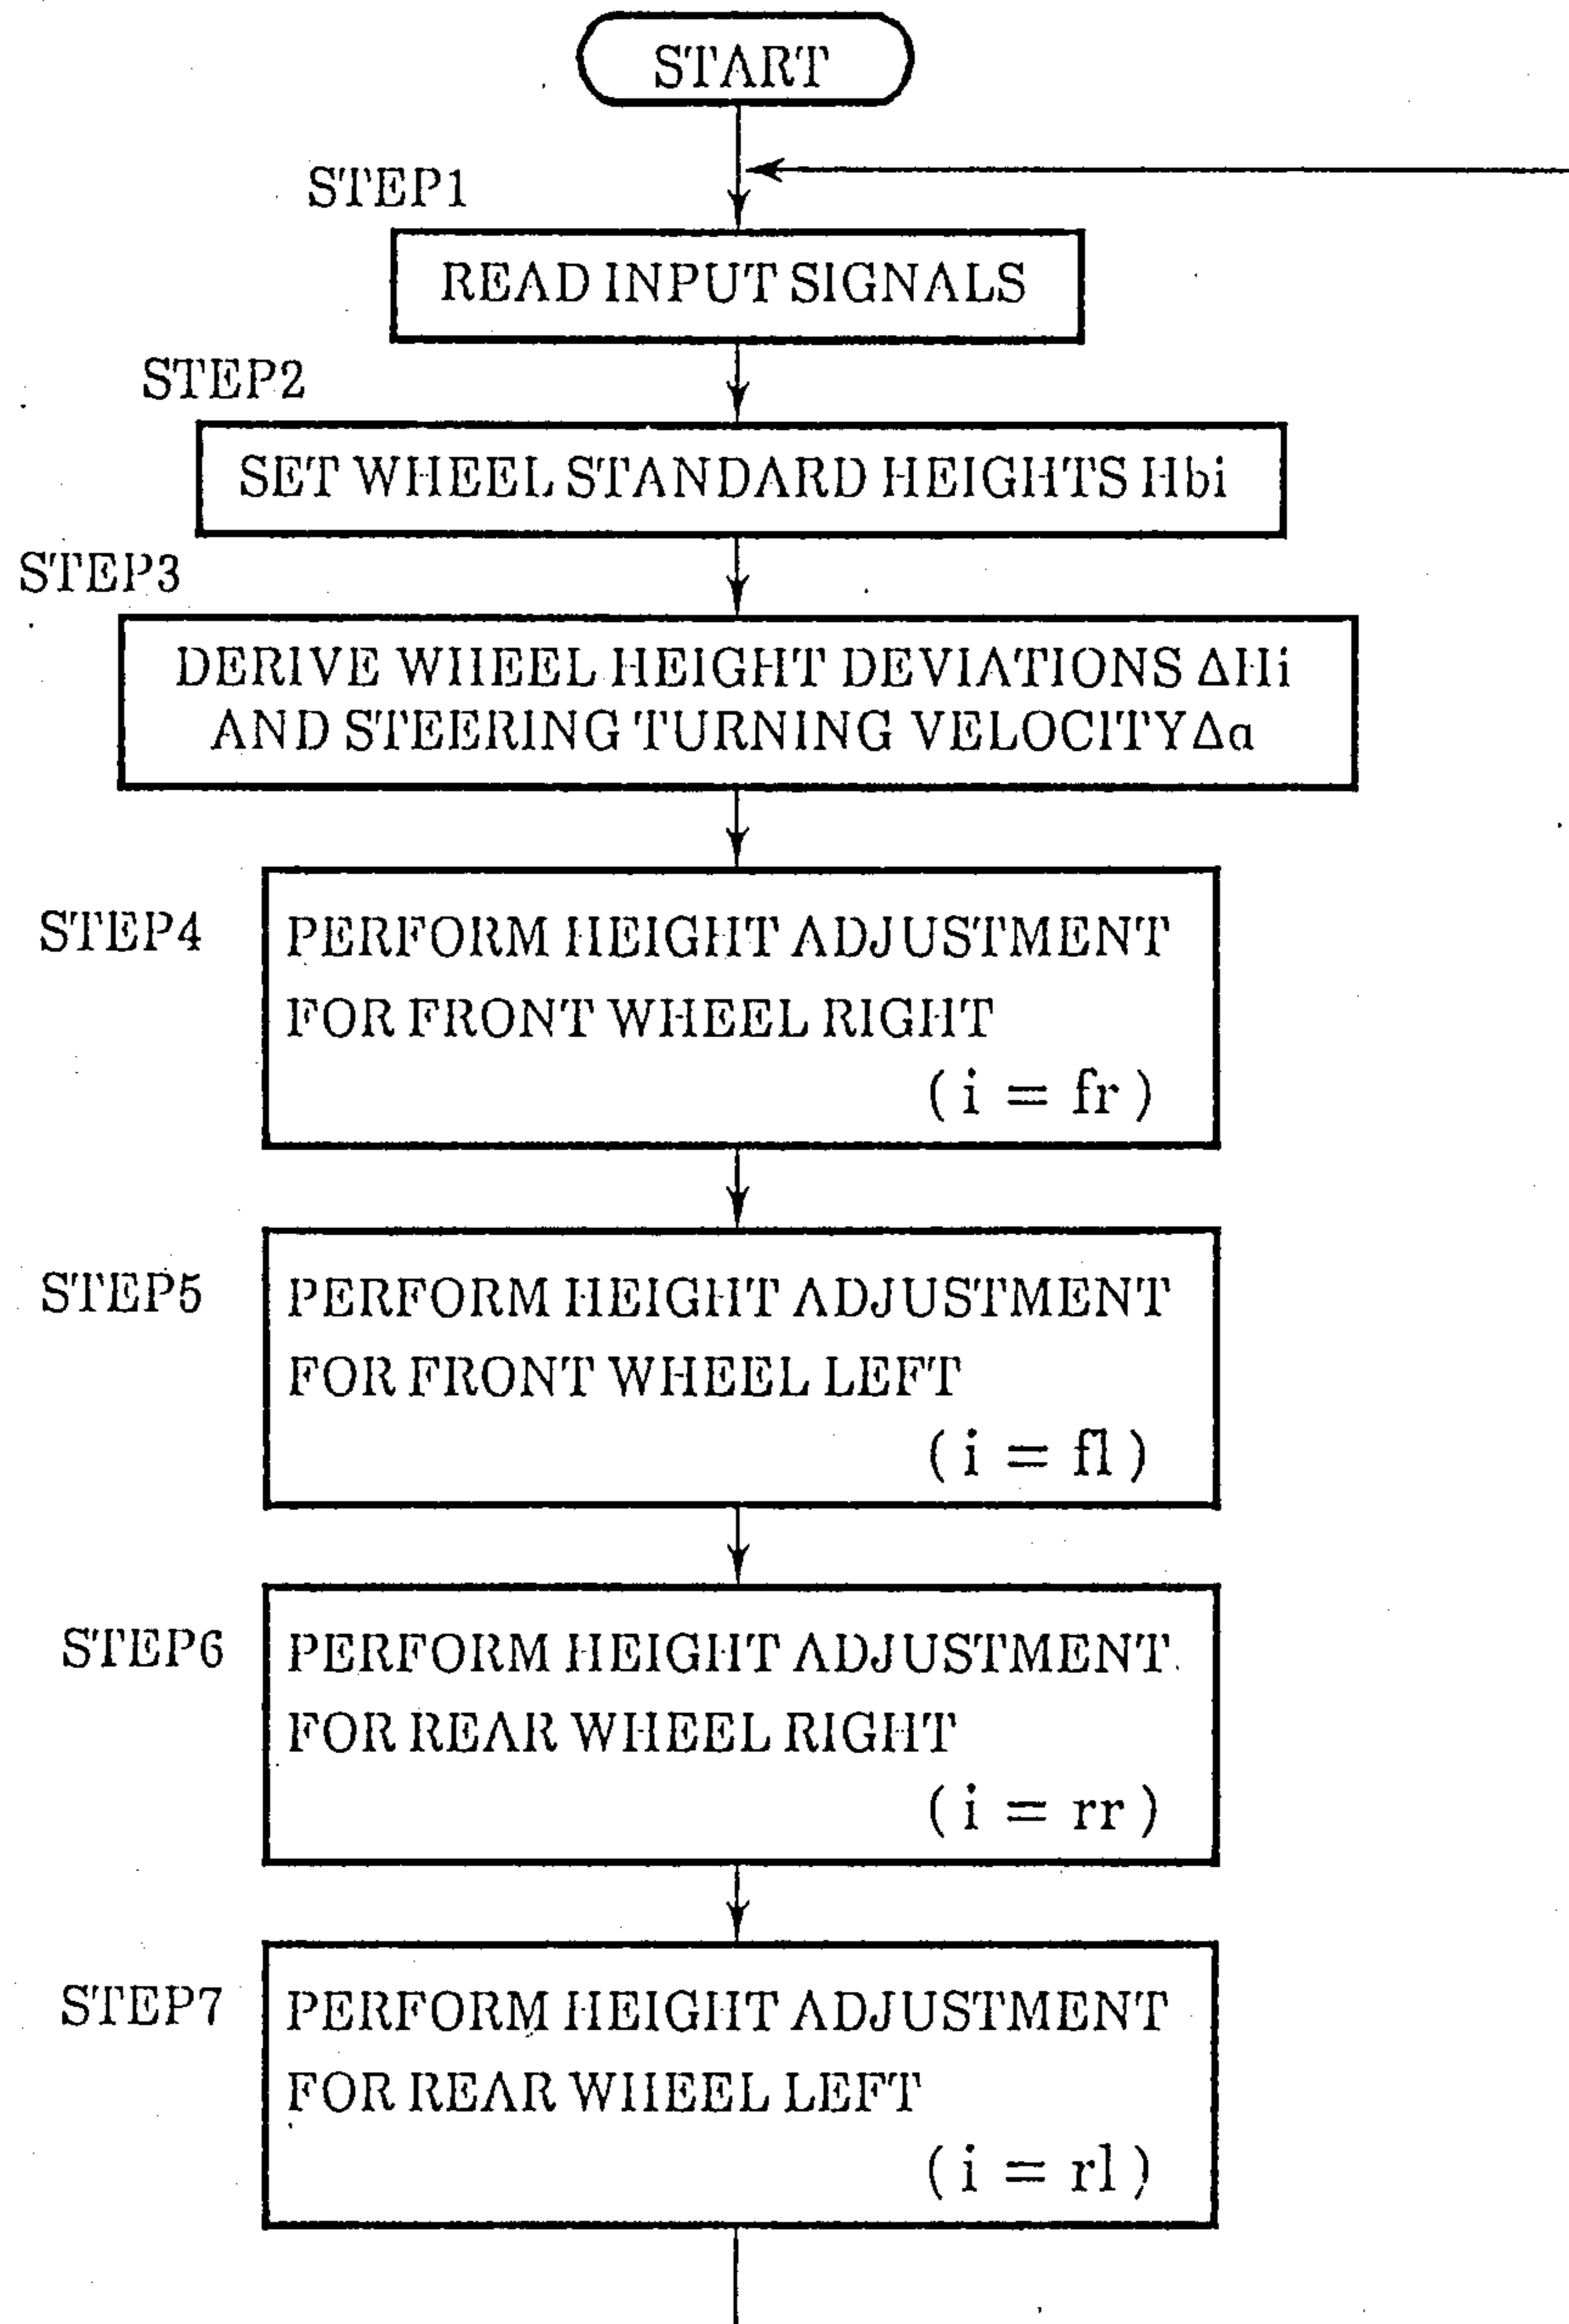 START
STEP1
READ INPUT SIGNALS
STEP2
SET WHEEL STANDARD HEIGHTS Hbi
STEP3
DERIVE WHEEL HEIGHT DEVIATIONS ΔHi
AND STEERING TURNING VELOCITY Δa
STEP4
PERFORM HEIGHT ADJUSTMENT
FOR FRONT WHEEL RIGHT
( i = fr )
STEP5
PERFORM HEIGHT ADJUSTMENT
FOR FRONT WHEEL LEFT
( i = fl )
STEP6
PERFORM HEIGHT ADJUSTMENT
FOR REAR WHEEL RIGHT
( i = rr )
STEP7
PERFORM HEIGHT ADJUSTMENT
FOR REAR WHEEL LEFT
( i = rl )